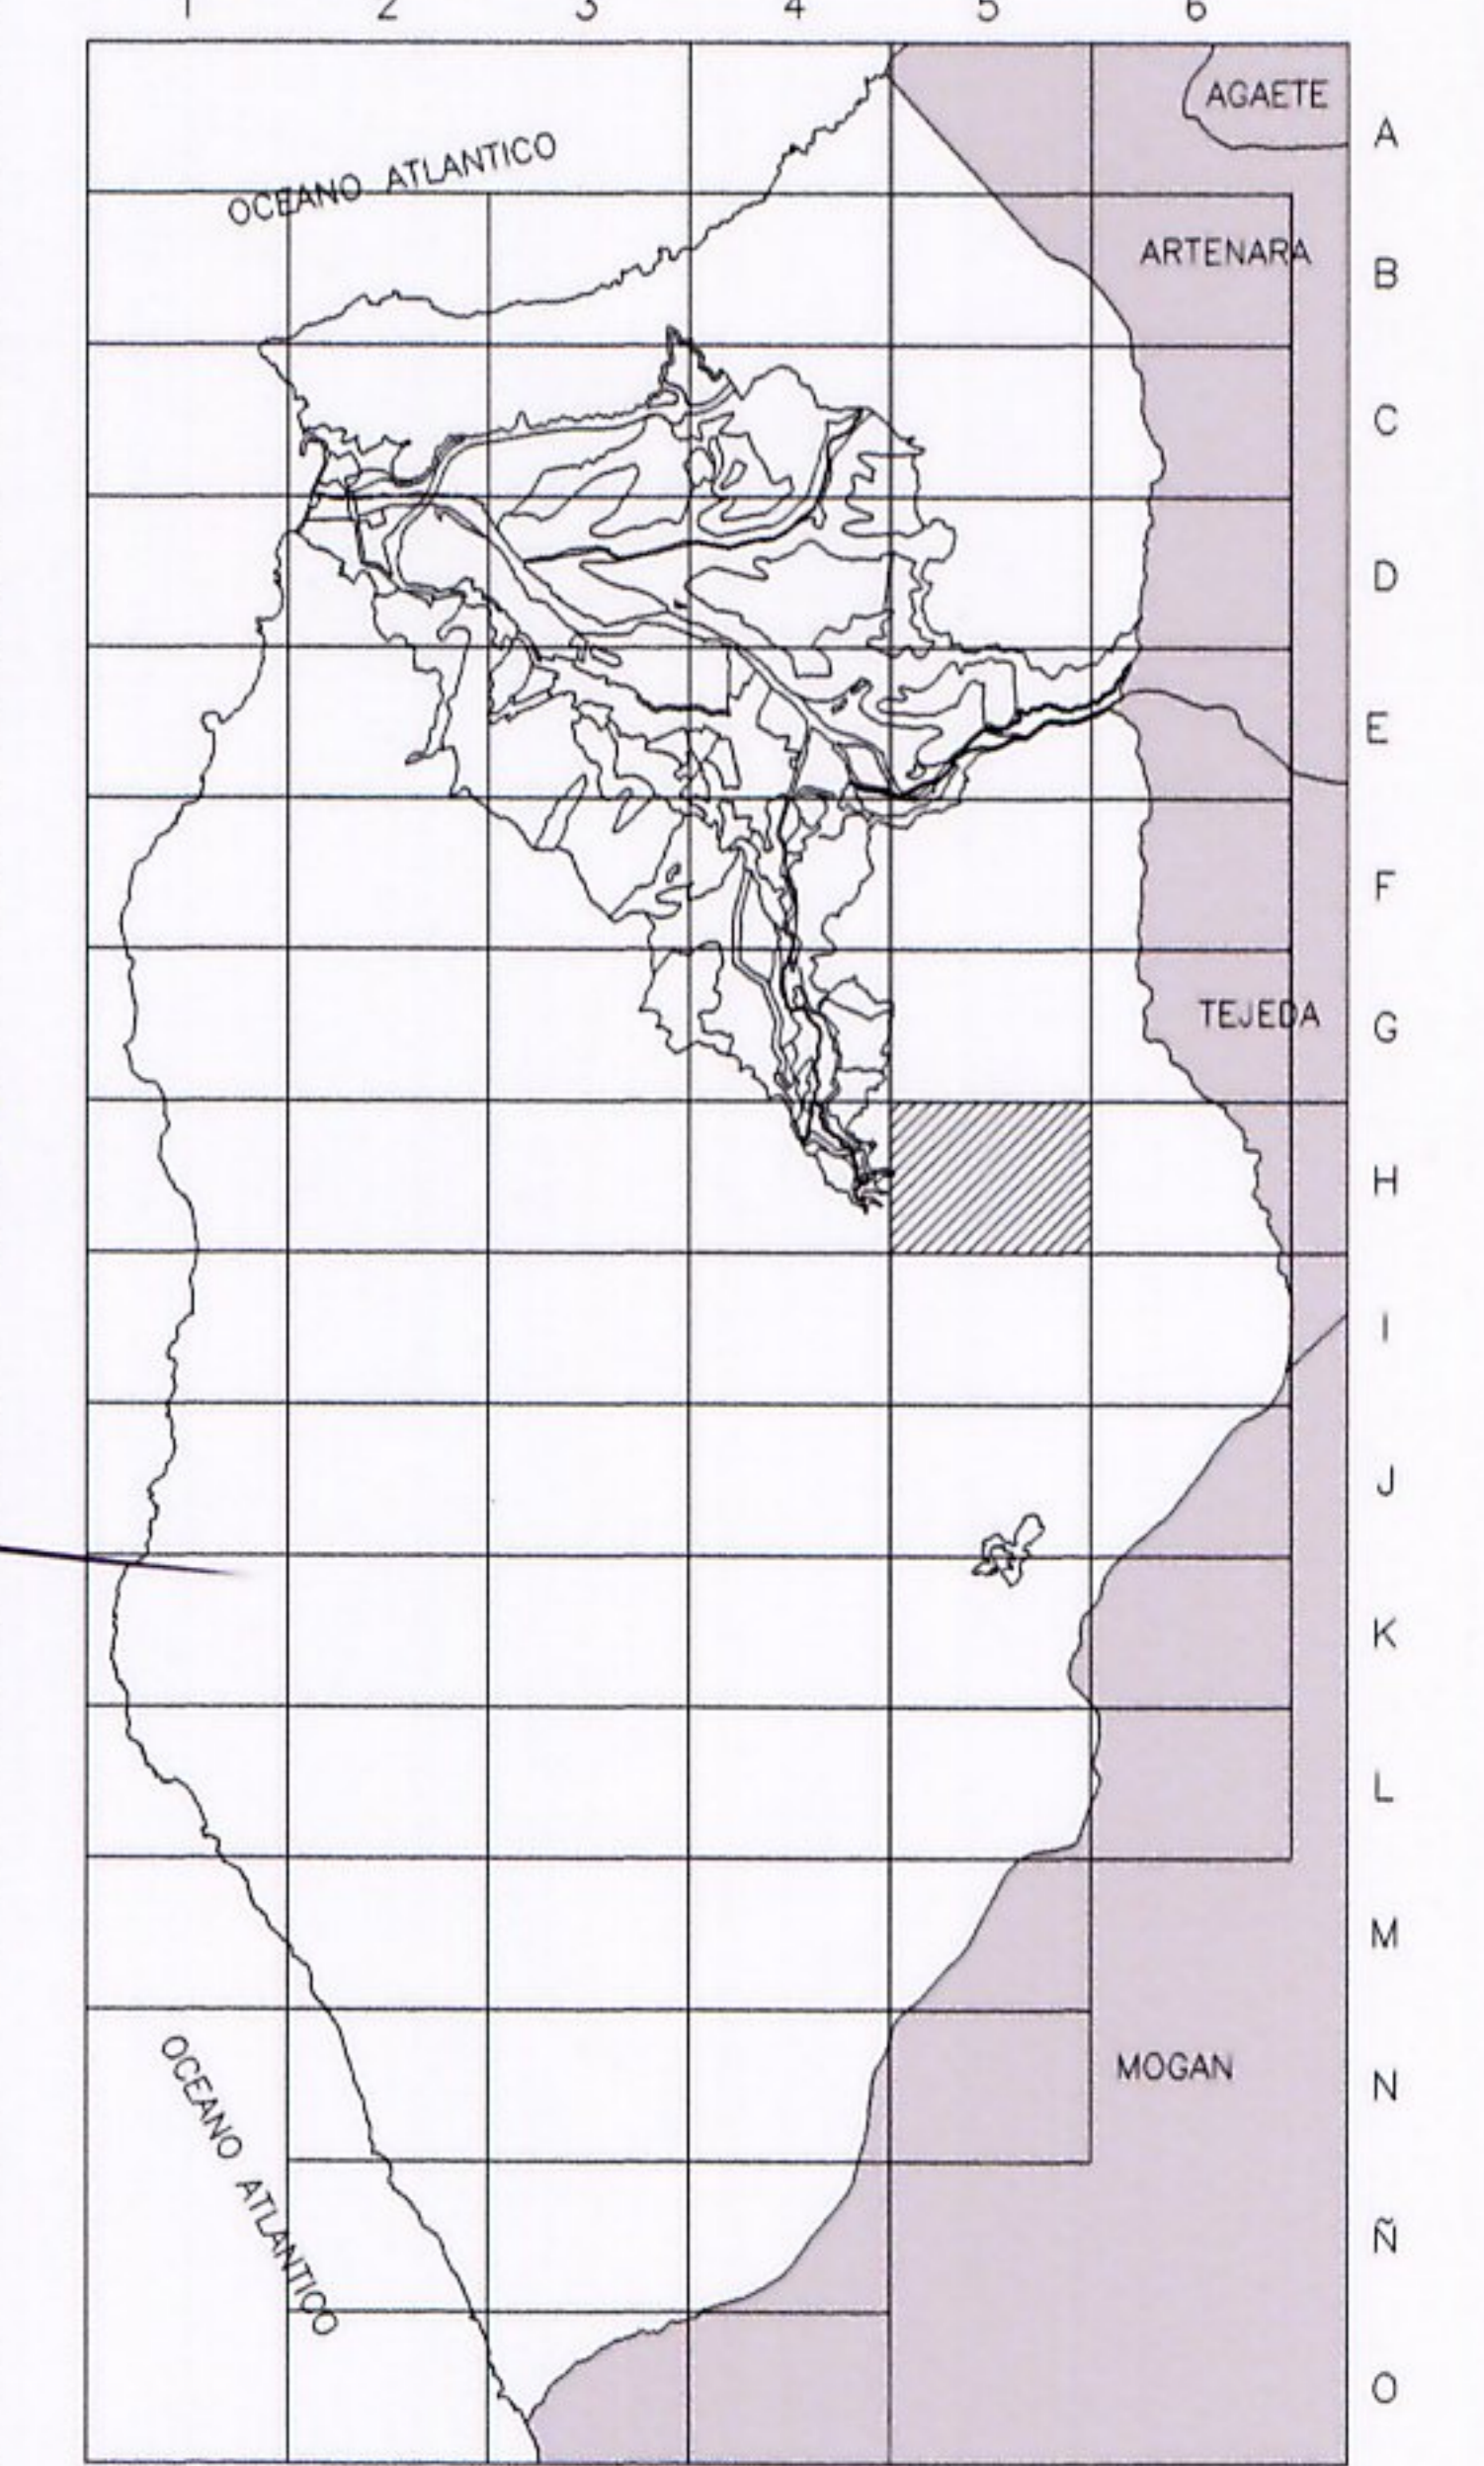 1 2 3 4 5 6
AGAETE
A
OCEANO ATLANTICO
ARTENARA
B
C
D
E
F
TEJEDA
G
H
I
J
K
L
M
MOGAN
N
OCEANO ATLANTICO
Ñ
O